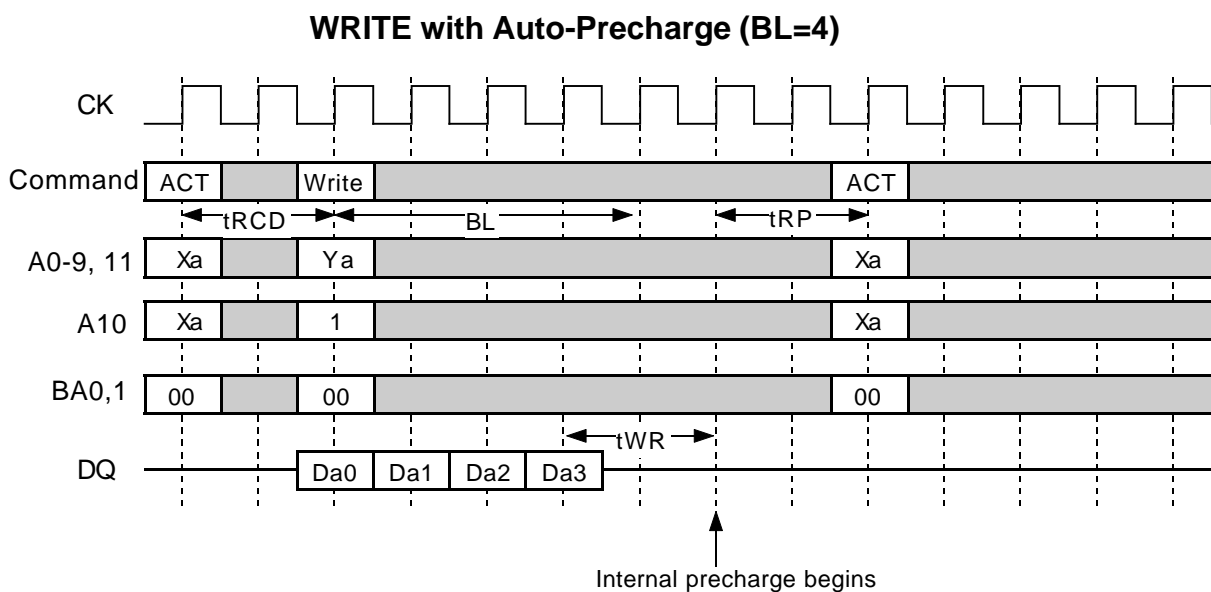 WRITE with Auto-Precharge (BL=4)
CK
Command ACT Write ACT
tRCD BL tRP
A0-9, 11 Xa Ya Xa
A10 Xa 1 Xa
BA0,1 00 00 00
tWR
DQ Da0 Da1 Da2 Da3
Internal precharge begins